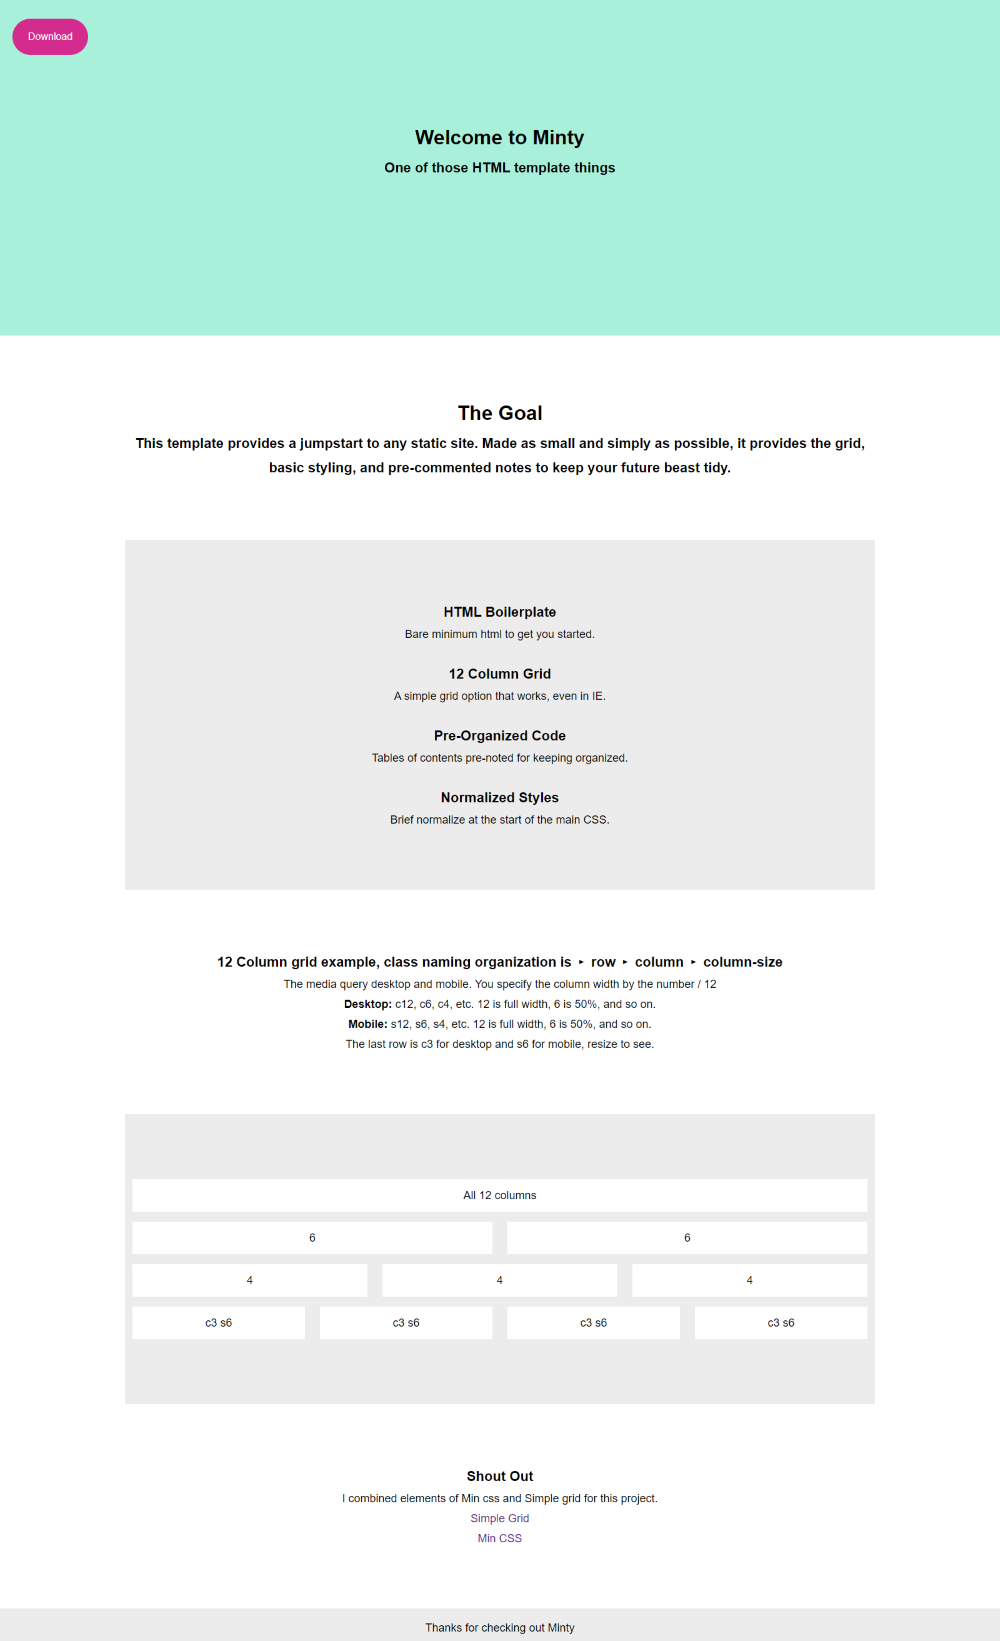 Download
Welcome to Minty
One of those HTML template things
The Goal
This template provides a jumpstart to any static site. Made as small and simply as possible, it provides the grid,
basic styling, and pre-commented notes to keep your future beast tidy.
HTML Boilerplate
Bare minimum html to get you started.
12 Column Grid
A simple grid option that works, even in IE.
Pre-Organized Code
Tables of contents pre-noted for keeping organized.
Normalized Styles
Brief normalize at the start of the main CSS.
12 Column grid example, class naming organization is ‣ row ‣ column ‣ column-size
The media query desktop and mobile. You specify the column width by the number / 12
Desktop: c12, c6, c4, etc. 12 is full width, 6 is 50%, and so on.
Mobile: s12, s6, s4, etc. 12 is full width, 6 is 50%, and so on.
The last row is c3 for desktop and s6 for mobile, resize to see.
All 12 columns
6 6
4 4 4
c3 s6 c3 s6 c3 s6 c3 s6
Shout Out
I combined elements of Min css and Simple grid for this project.
Simple Grid
Min CSS
Thanks for checking out Minty